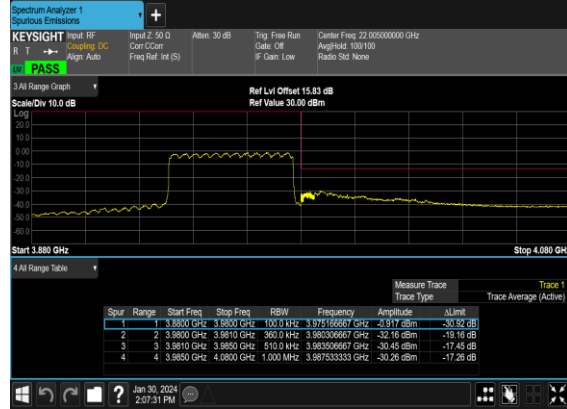 Spectrum Analyzer 1
Spurious Emissions
+
KEYSIGHT Input: RF Input Z: 50 Ω Atten: 30 dB Trig: Free Run Center Freq: 22.005000000 GHz
R T Coupling: DC Corr CCorr Gate: Off Avg|Hold: 100/100
Align: Auto Freq Ref: Int (S) IF Gain: Low Radio Std: None
PASS
3 All Range Graph Ref Lvl Offset 15.83 dB
Scale/Div 10.0 dB Ref Value 30.00 dBm
Log
20.0
10.0
0.00
-10.0
-20.0
-30.0
-40.0
-50.0
-60.0
Start 3.880 GHz Stop 4.080 GHz
4 All Range Table
Measure Trace Trace 1
Trace Type Trace Average (Active)
Spur Range Start Freq Stop Freq RBW Frequency Amplitude ΔLimit
1 1 3.8800 GHz 3.9800 GHz 100.0 kHz 3.975166667 GHz -0.917 dBm -30.92 dB
2 2 3.9800 GHz 3.9810 GHz 360.0 kHz 3.980306667 GHz -32.16 dBm -19.16 dB
3 3 3.9810 GHz 3.9850 GHz 510.0 kHz 3.983506667 GHz -30.45 dBm -17.45 dB
4 4 3.9850 GHz 4.0800 GHz 1.000 MHz 3.987533333 GHz -30.26 dBm -17.26 dB
? Jan 30, 2024
2:07:31 PM